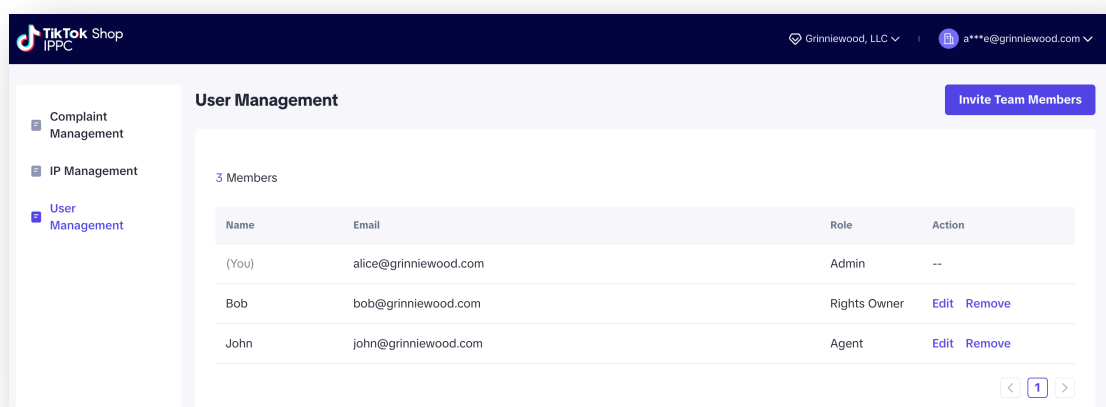 TikTok Shop
IPPC
Grinniewood, LLC
a***e@grinniewood.com
Complaint
Management
IP Management
User
Management
User Management
Invite Team Members
3 Members
Name Email Role Action
(You) alice@grinniewood.com Admin --
Bob bob@grinniewood.com Rights Owner Edit Remove
John john@grinniewood.com Agent Edit Remove
1